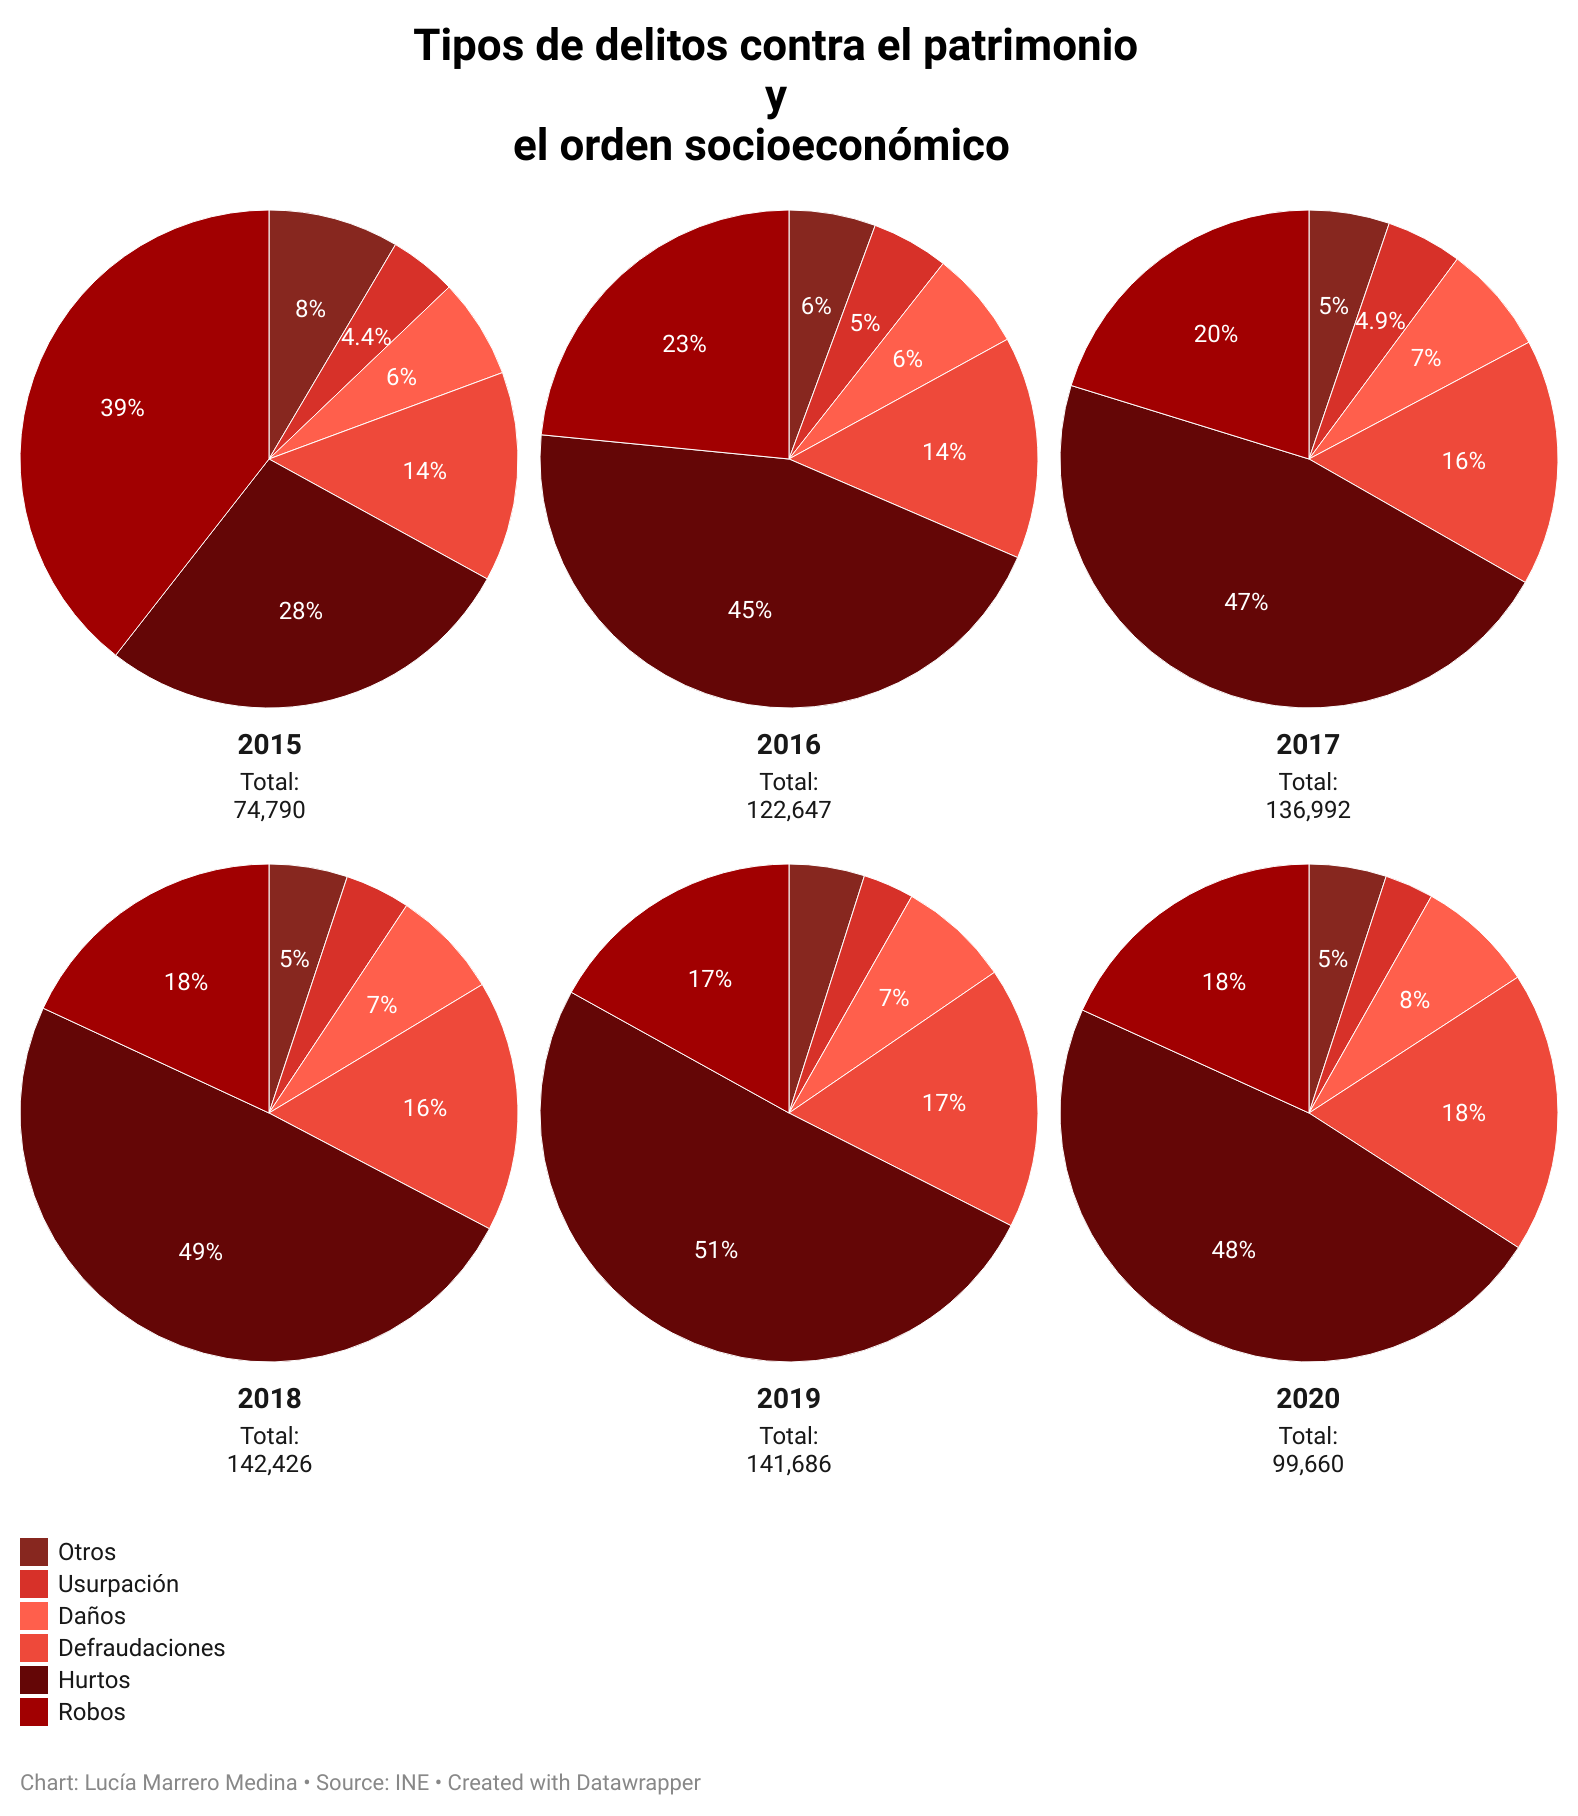 Tipos de delitos contra el patrimonio
y
el orden socioeconómico
8%
4.4%
6%
14%
28%
39%
2015
Total:
74,790
6%
5%
6%
14%
45%
23%
2016
Total:
122,647
5%
4.9%
7%
16%
47%
20%
2017
Total:
136,992
5%
7%
16%
49%
18%
2018
Total:
142,426
7%
17%
51%
17%
2019
Total:
141,686
5%
8%
18%
48%
18%
2020
Total:
99,660
Otros
Usurpación
Daños
Defraudaciones
Hurtos
Robos
Chart: Lucía Marrero Medina • Source: INE • Created with Datawrapper